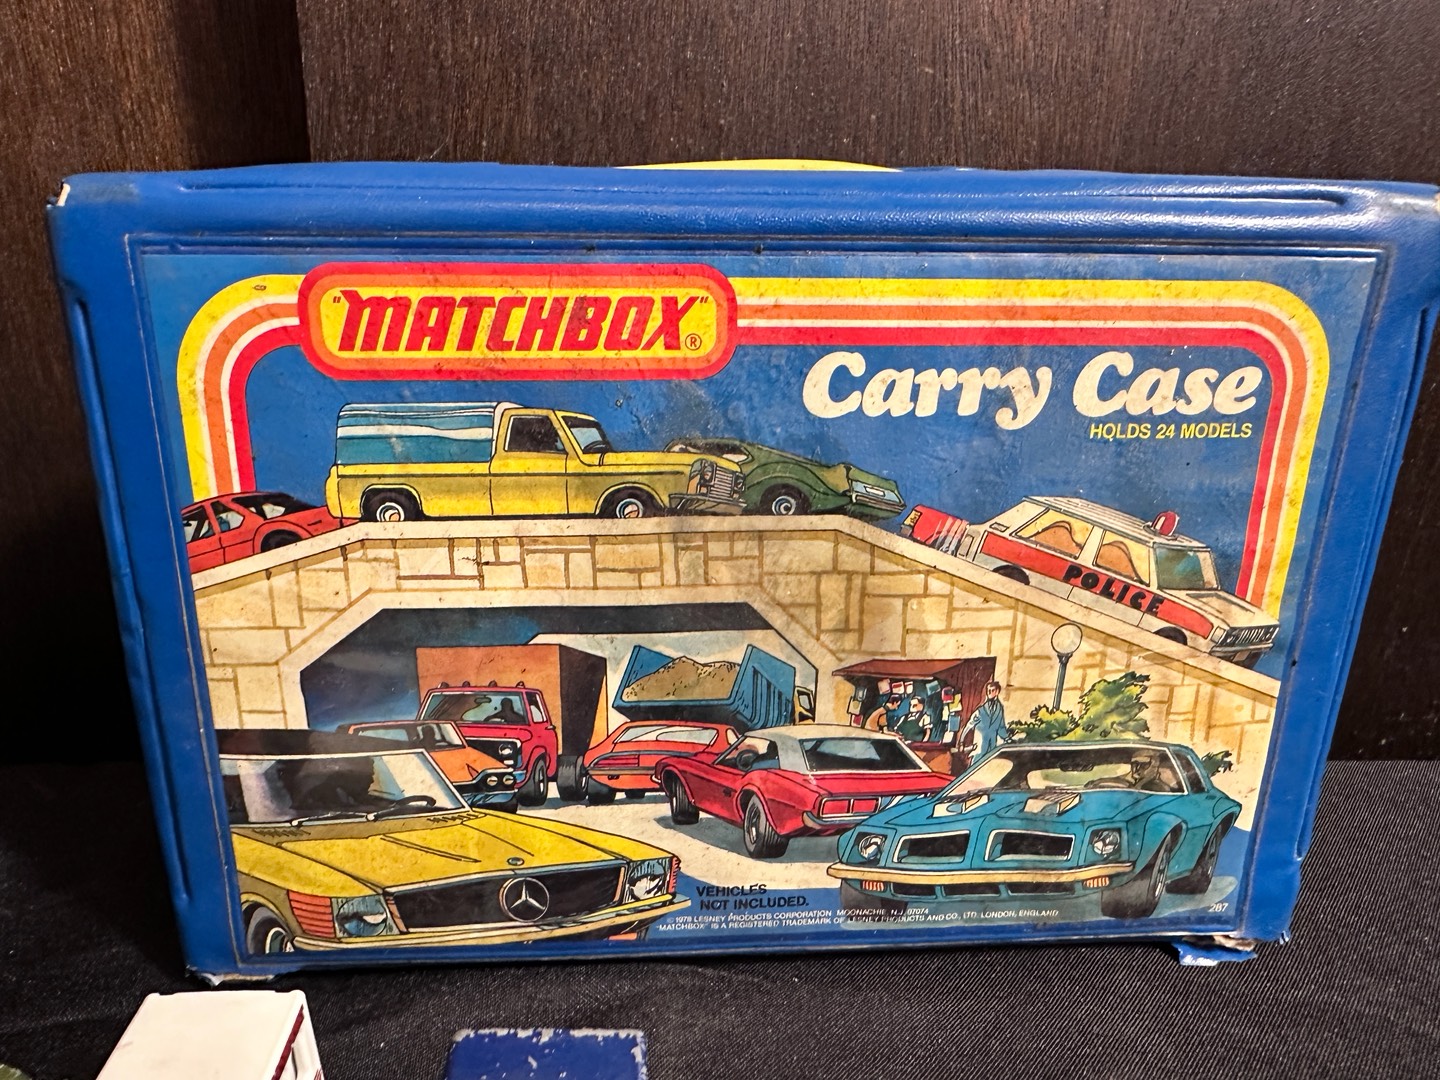 "MATCHBOX"®
Carry Case
HOLDS 24 MODELS
POLICE
VEHICLES
NOT INCLUDED.
© 1978 LESNEY PRODUCTS CORPORATION MOONACHIE N.J. 07074
"MATCHBOX" IS A REGISTERED TRADEMARK OF LESNEY PRODUCTS AND CO., LTD. LONDON, ENGLAND
287